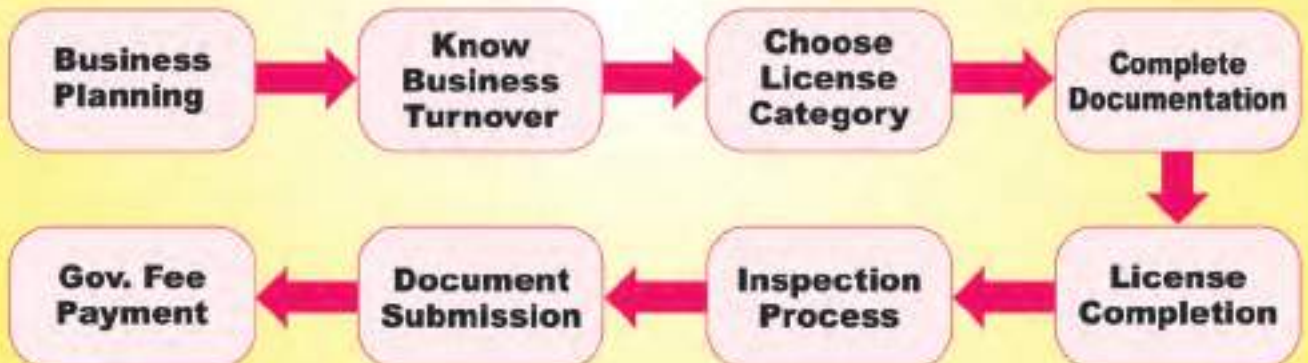 Business
Planning
Know
Business
Turnover
Choose
License
Category
Complete
Documentation
License
Completion
Inspection
Process
Document
Submission
Gov. Fee
Payment